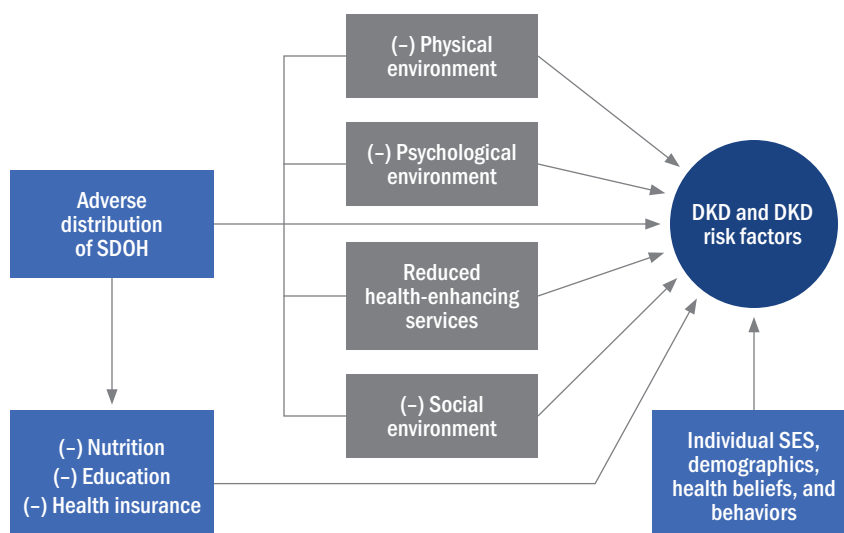 (–) Physical
environment
(–) Psychological
environment
Adverse
distribution
of SDOH
DKD and DKD
risk factors
Reduced
health-enhancing
services
(–) Social
environment
(–) Nutrition
(–) Education
(–) Health insurance
Individual SES,
demographics,
health beliefs, and
behaviors